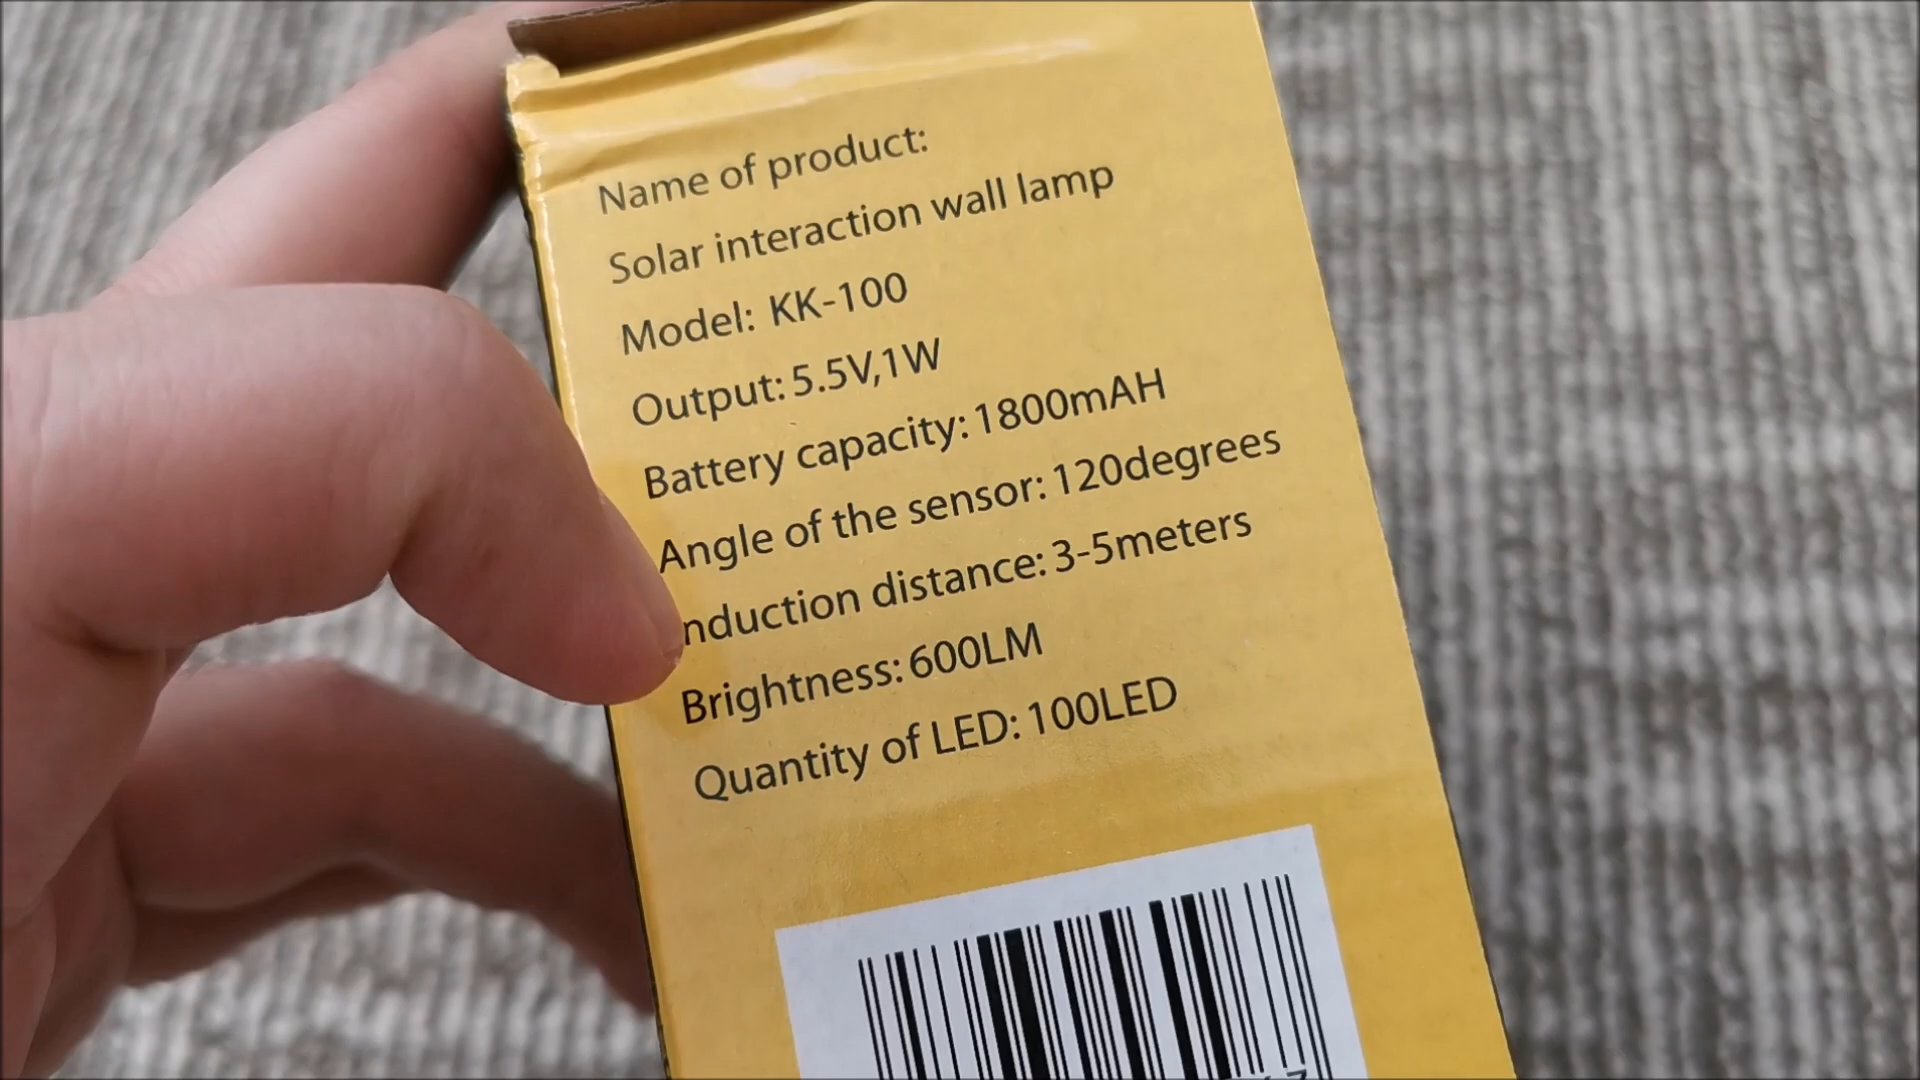 Name of product:
Solar interaction wall lamp
Model: KK-100
Output: 5.5V,1W
Battery capacity: 1800mAH
Angle of the sensor: 120degrees
nduction distance: 3-5meters
Brightness: 600LM
Quantity of LED: 100LED